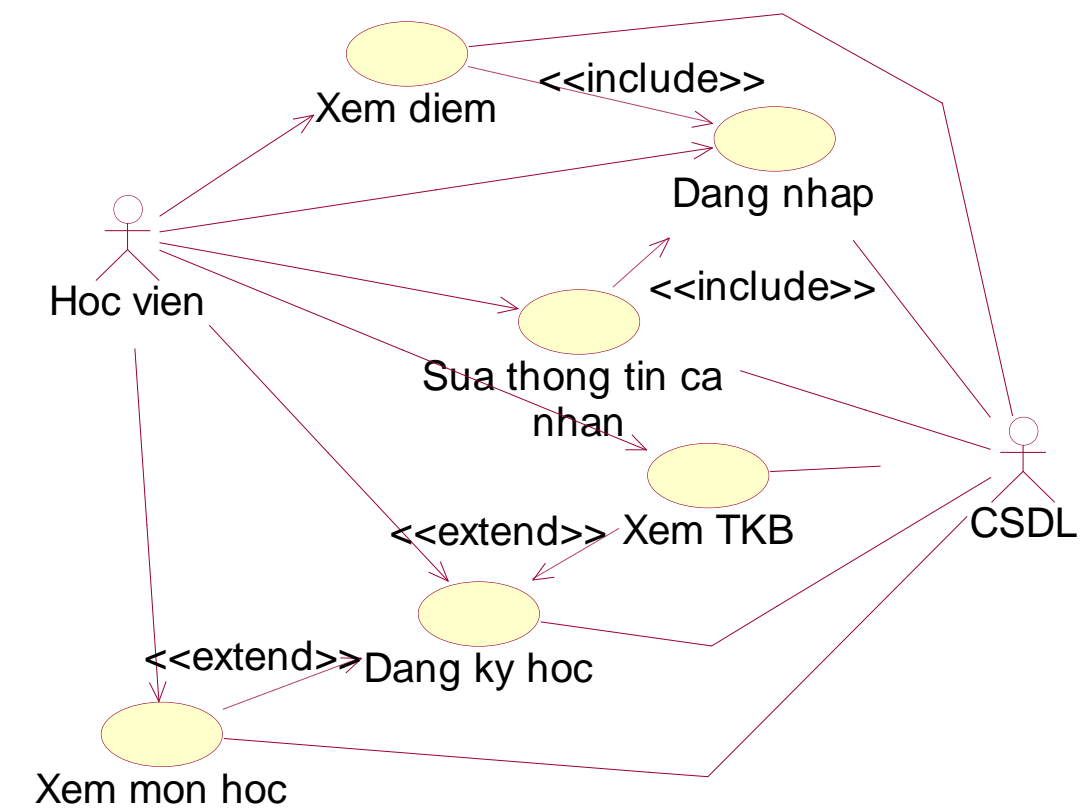 <<include>>
Xem diem
Dang nhap
<<include>>
Hoc vien
Sua thong tin ca
nhan
<<extend>>
Xem TKB
CSDL
<<extend>>
Dang ky hoc
Xem mon hoc